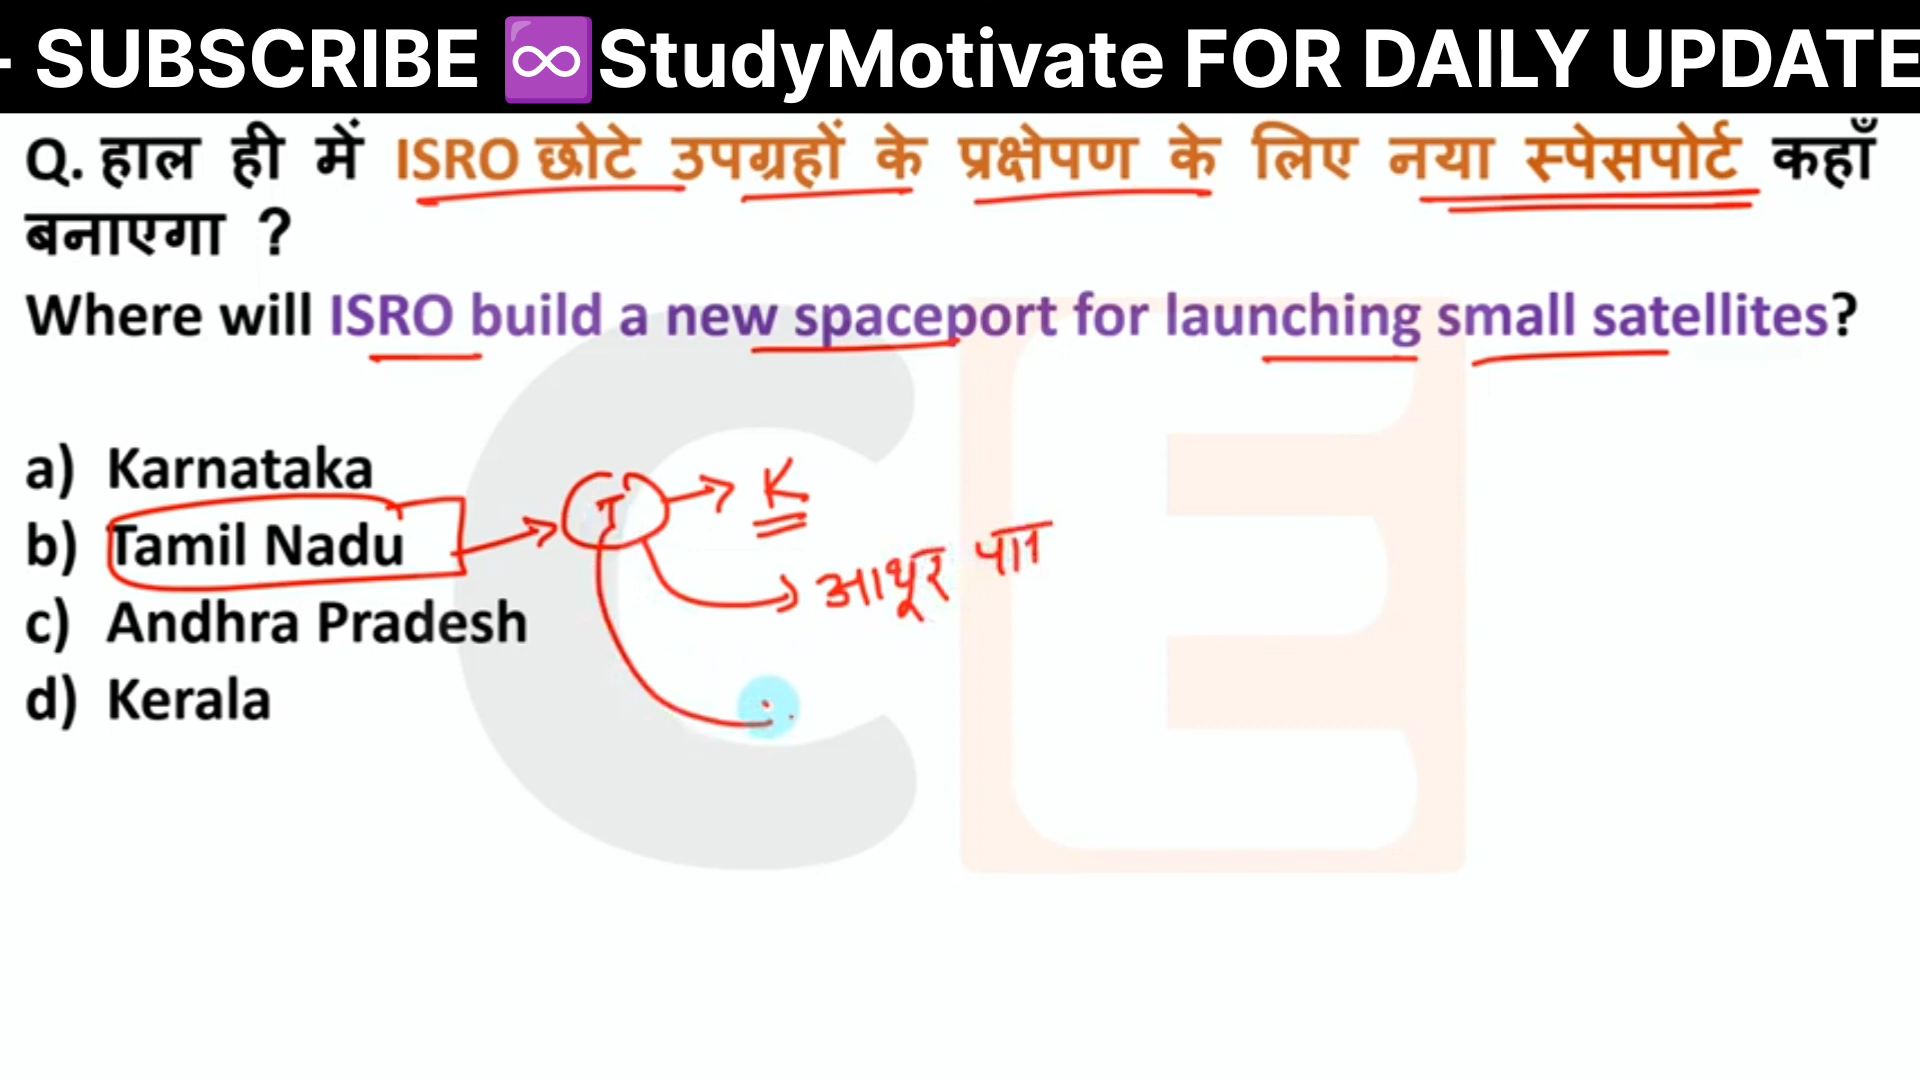 - SUBSCRIBE ♾️StudyMotivate FOR DAILY UPDATE
Q. हाल ही में ISRO छोटे उपग्रहों के प्रक्षेपण के लिए नया स्पेसपोर्ट कहाँ
बनाएगा ?
Where will ISRO build a new spaceport for launching small satellites?
a) Karnataka
b) Tamil Nadu
c) Andhra Pradesh
d) Kerala
T
K